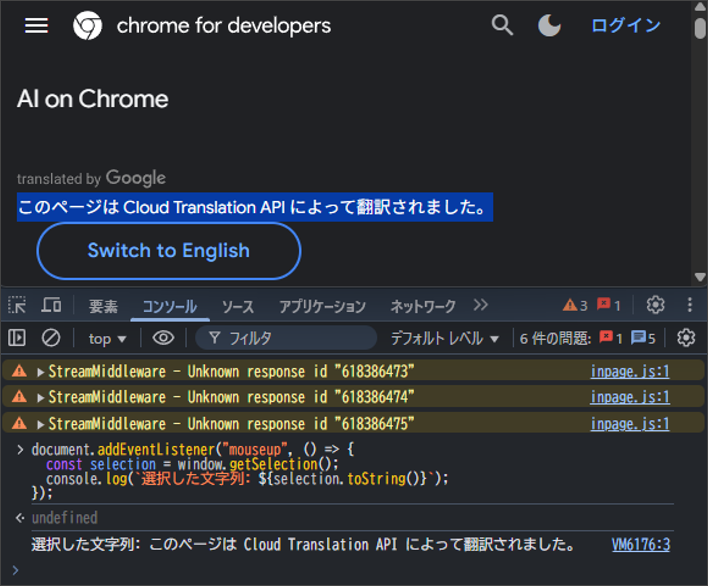 chrome for developers
ログイン
AI on Chrome
translated by Google
このページは Cloud Translation API によって翻訳されました。
Switch to English
要素 コンソール ソース アプリケーション ネットワーク 3 1
top フィルタ デフォルト レベル 6 件の問題: 1 5
StreamMiddleware - Unknown response id "618386473" inpage.js:1
StreamMiddleware - Unknown response id "618386474" inpage.js:1
StreamMiddleware - Unknown response id "618386475" inpage.js:1
document.addEventListener("mouseup", () => {
const selection = window.getSelection();
console.log(`選択した文字列: ${selection.toString()}`);
});
undefined
選択した文字列: このページは Cloud Translation API によって翻訳されました。 VM6176:3